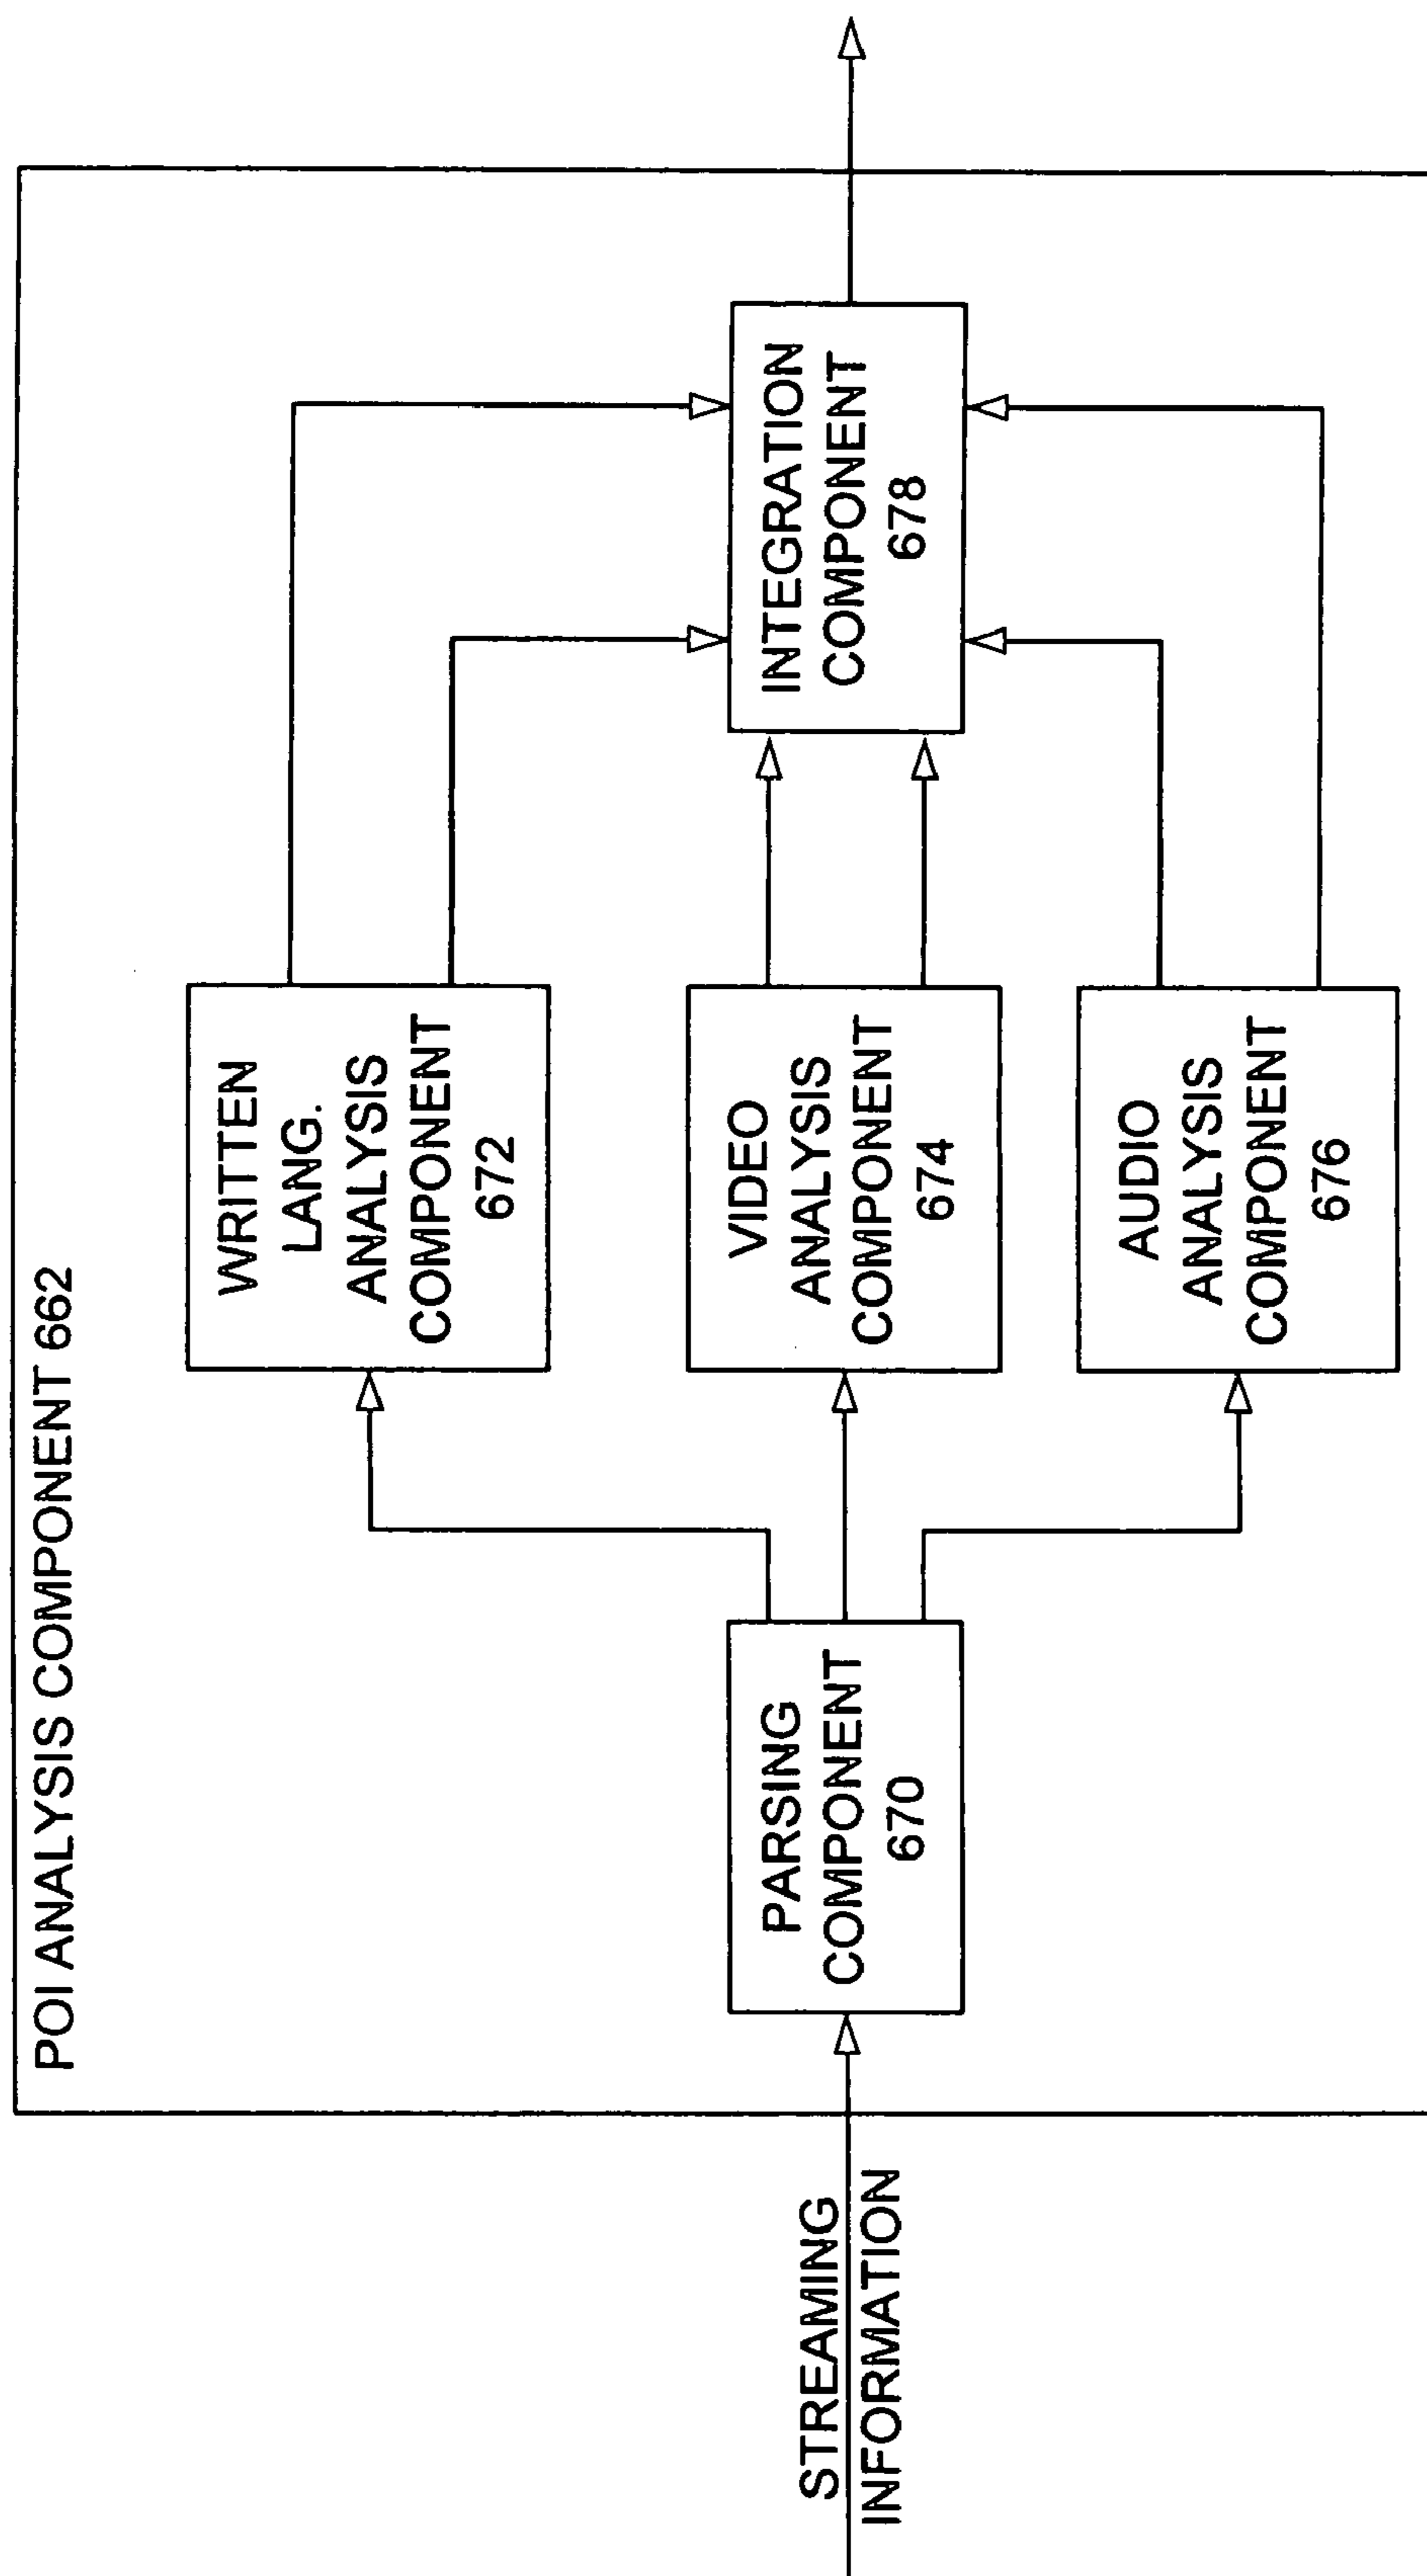 POI ANALYSIS COMPONENT 662
STREAMING
INFORMATION
PARSING
COMPONENT
670
WRITTEN
LANG.
ANALYSIS
COMPONENT
672
VIDEO
ANALYSIS
COMPONENT
674
AUDIO
ANALYSIS
COMPONENT
676
INTEGRATION
COMPONENT
678